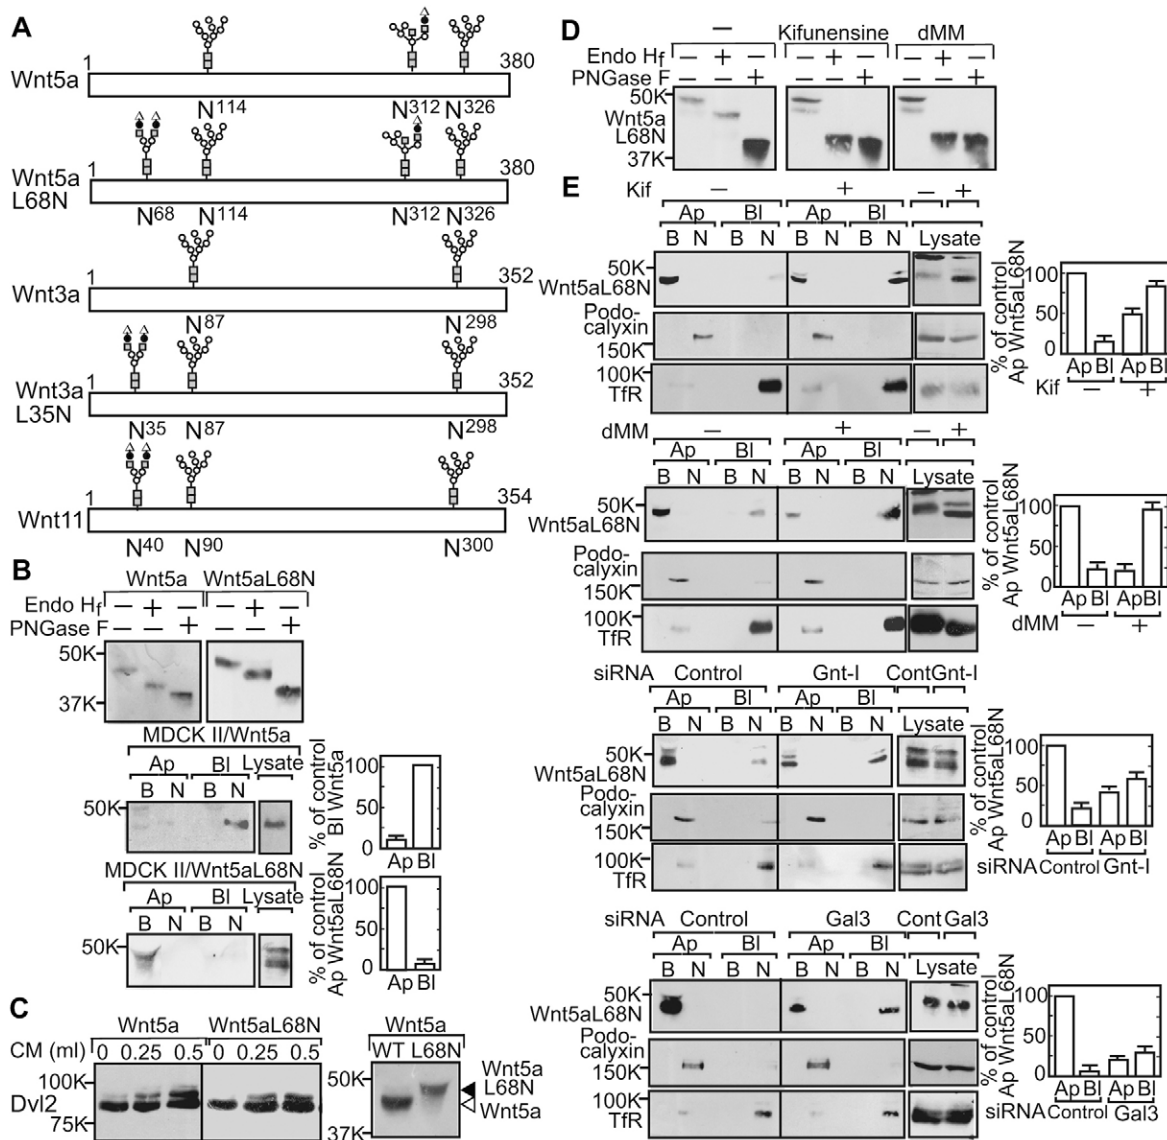 A
1
380
Wnt5a
N114
N312
N326
1
380
Wnt5a
L68N
N68
N114
N312
N326
1
352
Wnt3a
N87
N298
1
352
Wnt3a
L35N
N35
N87
N298
1
354
Wnt11
N40
N90
N300
B
Wnt5a
Wnt5aL68N
Endo Hf — + — — + —
PNGase F — — + — — +
50K
37K
MDCK II/Wnt5a
Ap Bl Lysate
B N B N
50K
% of control
Bl Wnt5a
100
50
0
Ap Bl
MDCK II/Wnt5aL68N
Ap Bl Lysate
B N B N
50K
% of control
Ap Wnt5aL68N
100
50
0
Ap Bl
C
Wnt5a Wnt5aL68N
CM (ml) 0 0.25 0.5 0 0.25 0.5
100K
Dvl2
75K
Wnt5a
WT L68N
50K
37K
Wnt5a
L68N
Wnt5a
D
— Kifunensine dMM
Endo Hf — + — — + — — + —
PNGase F — — + — — + — — +
50K
Wnt5a
L68N
37K
E
Kif — + — +
Ap Bl Ap Bl
B N B N B N B N Lysate
50K
Wnt5aL68N
Podo-
calyxin
150K
100K
TfR
% of control
Ap Wnt5aL68N
100
50
0
Ap Bl Ap Bl
Kif — +
dMM — + — +
Ap Bl Ap Bl
B N B N B N B N Lysate
50K
Wnt5aL68N
Podo-
calyxin
150K
100K
TfR
% of control
Ap Wnt5aL68N
100
50
0
Ap Bl Ap Bl
dMM — +
siRNA Control Gnt-I Cont Gnt-I
Ap Bl Ap Bl
B N B N B N B N Lysate
50K
Wnt5aL68N
Podo-
calyxin
150K
100K
TfR
% of control
Ap Wnt5aL68N
100
50
0
Ap Bl Ap Bl
siRNA Control Gnt-I
siRNA Control Gal3 Cont Gal3
Ap Bl Ap Bl
B N B N B N B N Lysate
50K
Wnt5aL68N
Podo-
calyxin
150K
100K
TfR
% of control
Ap Wnt5aL68N
100
50
0
Ap Bl Ap Bl
siRNA Control Gal3